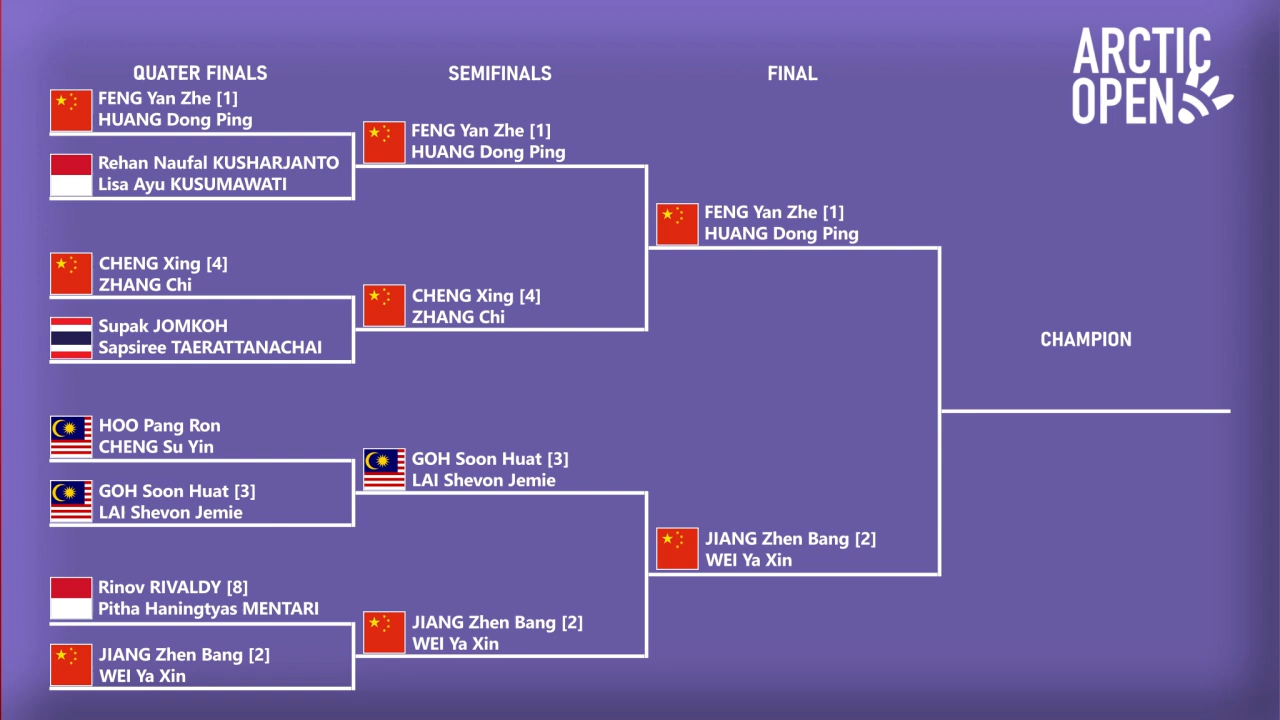 ARCTIC
OPEN
QUATER FINALS
SEMIFINALS
FINAL
FENG Yan Zhe [1]
HUANG Dong Ping
Rehan Naufal KUSHARJANTO
Lisa Ayu KUSUMAWATI
CHENG Xing [4]
ZHANG Chi
Supak JOMKOH
Sapsiree TAERATTANACHAI
HOO Pang Ron
CHENG Su Yin
GOH Soon Huat [3]
LAI Shevon Jemie
Rinov RIVALDY [8]
Pitha Haningtyas MENTARI
JIANG Zhen Bang [2]
WEI Ya Xin
FENG Yan Zhe [1]
HUANG Dong Ping
CHENG Xing [4]
ZHANG Chi
GOH Soon Huat [3]
LAI Shevon Jemie
JIANG Zhen Bang [2]
WEI Ya Xin
FENG Yan Zhe [1]
HUANG Dong Ping
JIANG Zhen Bang [2]
WEI Ya Xin
CHAMPION